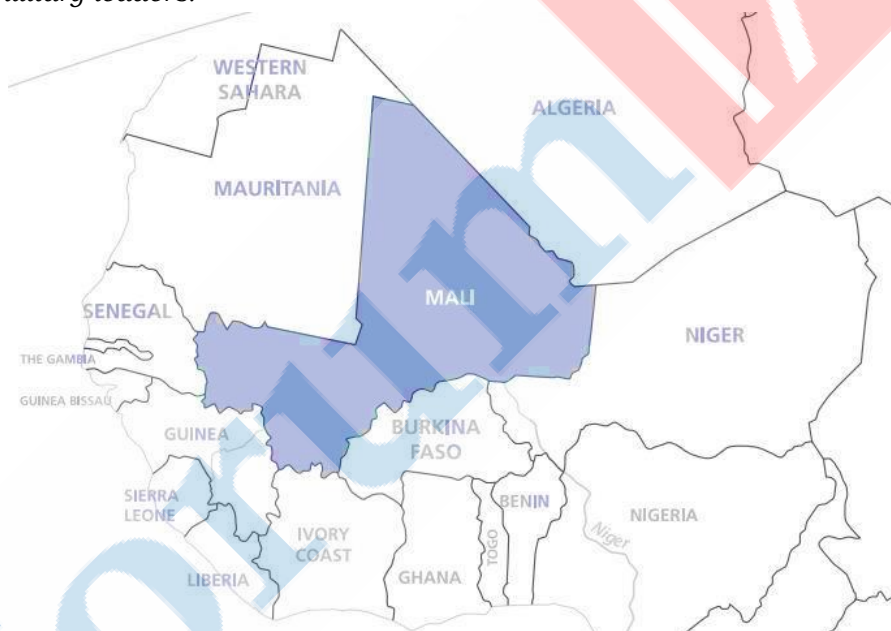 military leaders.
WESTERN
SAHARA
ALGERIA
MAURITANIA
MALI
SENEGAL
NIGER
THE GAMBIA
GUINEA BISSAU
GUINEA
BURKINA
FASO
SIERRA
LEONE
BENIN
NIGERIA
IVORY
COAST
Niger
TOGO
GHANA
LIBERIA